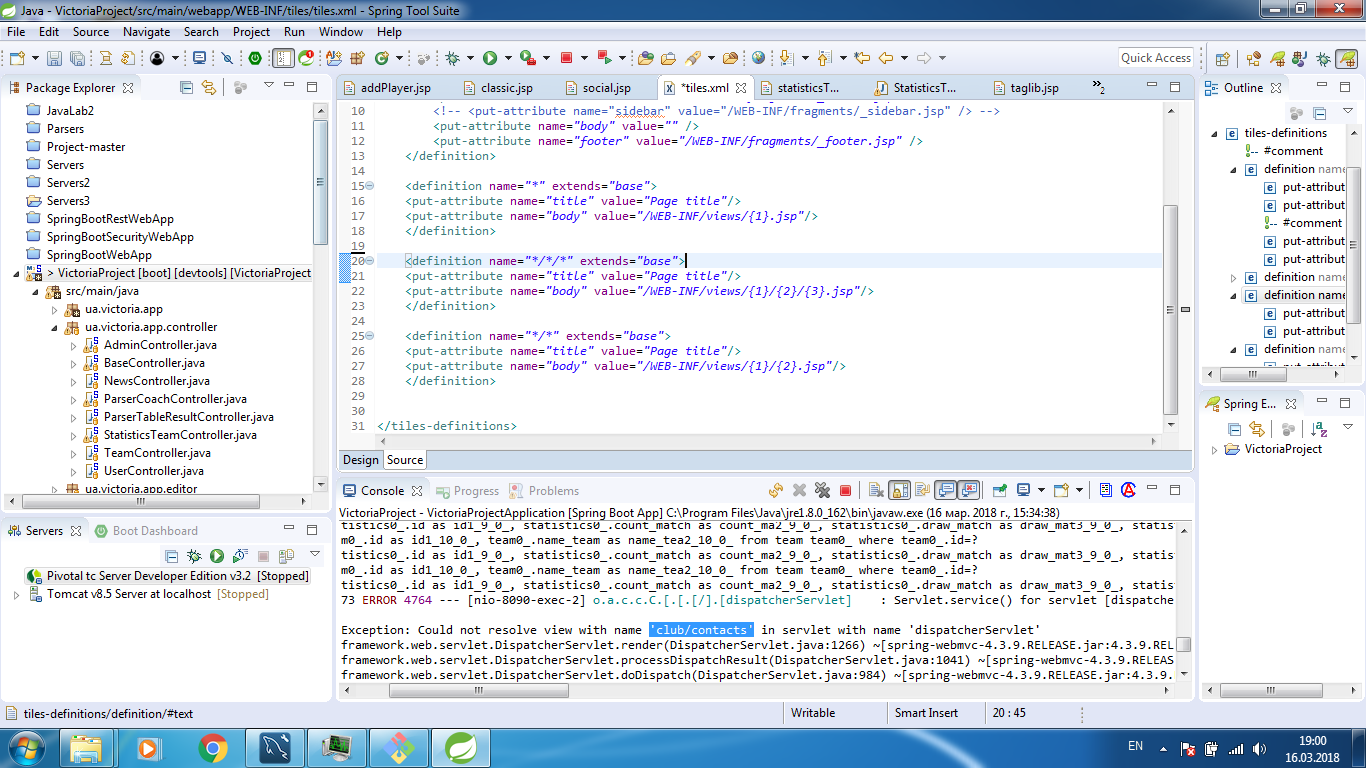 Java - VictoriaProject/src/main/webapp/WEB-INF/tiles/tiles.xml - Spring Tool Suite
File Edit Source Navigate Search Project Run Window Help
Quick Access
Package Explorer
JavaLab2
Parsers
Project-master
Servers
Servers2
Servers3
SpringBootRestWebApp
SpringBootSecurityWebApp
SpringBootWebApp
> VictoriaProject [boot] [devtools] [VictoriaProject
src/main/java
ua.victoria.app
ua.victoria.app.controller
AdminController.java
BaseController.java
NewsController.java
ParserCoachController.java
ParserTableResultController.java
StatisticsTeamController.java
TeamController.java
UserController.java
ua.victoria.app.editor
addPlayer.jsp classic.jsp social.jsp *tiles.xml statisticsT... StatisticsT... taglib.jsp »2
10 <!-- <put-attribute name="sidebar" value="/WEB-INF/fragments/_sidebar.jsp" /> -->
11 <put-attribute name="body" value="" />
12 <put-attribute name="footer" value="/WEB-INF/fragments/_footer.jsp" />
13 </definition>
14
15 <definition name="*" extends="base">
16 <put-attribute name="title" value="Page title"/>
17 <put-attribute name="body" value="/WEB-INF/views/{1}.jsp"/>
18 </definition>
19
20 <definition name="*/*/*" extends="base">
21 <put-attribute name="title" value="Page title"/>
22 <put-attribute name="body" value="/WEB-INF/views/{1}/{2}/{3}.jsp"/>
23 </definition>
24
25 <definition name="*/*" extends="base">
26 <put-attribute name="title" value="Page title"/>
27 <put-attribute name="body" value="/WEB-INF/views/{1}/{2}.jsp"/>
28 </definition>
29
30
31 </tiles-definitions>
Design Source
Outline
tiles-definitions
#comment
definition name
put-attribut
put-attribut
#comment
put-attribut
put-attribut
definition name
definition name
put-attribut
put-attribut
definition name
Spring E...
VictoriaProject
Servers Boot Dashboard
Pivotal tc Server Developer Edition v3.2 [Stopped]
Tomcat v8.5 Server at localhost [Stopped]
Console Progress Problems
VictoriaProject - VictoriaProjectApplication [Spring Boot App] C:\Program Files\Java\jre1.8.0_162\bin\javaw.exe (16 мар. 2018 г., 15:34:38)
tistics0_.id as id1_9_0_, statistics0_.count_match as count_ma2_9_0_, statistics0_.draw_match as draw_mat3_9_0_, statis
m0_.id as id1_10_0_, team0_.name_team as name_tea2_10_0_ from team team0_ where team0_.id=?
tistics0_.id as id1_9_0_, statistics0_.count_match as count_ma2_9_0_, statistics0_.draw_match as draw_mat3_9_0_, statis
m0_.id as id1_10_0_, team0_.name_team as name_tea2_10_0_ from team team0_ where team0_.id=?
tistics0_.id as id1_9_0_, statistics0_.count_match as count_ma2_9_0_, statistics0_.draw_match as draw_mat3_9_0_, statis
73 ERROR 4764 --- [nio-8090-exec-2] o.a.c.c.C.[.[.[/].[dispatcherServlet] : Servlet.service() for servlet [dispatche
Exception: Could not resolve view with name 'club/contacts' in servlet with name 'dispatcherServlet'
framework.web.servlet.DispatcherServlet.render(DispatcherServlet.java:1266) ~[spring-webmvc-4.3.9.RELEASE.jar:4.3.9.REL
framework.web.servlet.DispatcherServlet.processDispatchResult(DispatcherServlet.java:1041) ~[spring-webmvc-4.3.9.RELEAS
framework.web.servlet.DispatcherServlet.doDispatch(DispatcherServlet.java:984) ~[spring-webmvc-4.3.9.RELEASE.jar:4.3.9.
tiles-definitions/definition/#text Writable Smart Insert 20 : 45
EN 19:00
16.03.2018